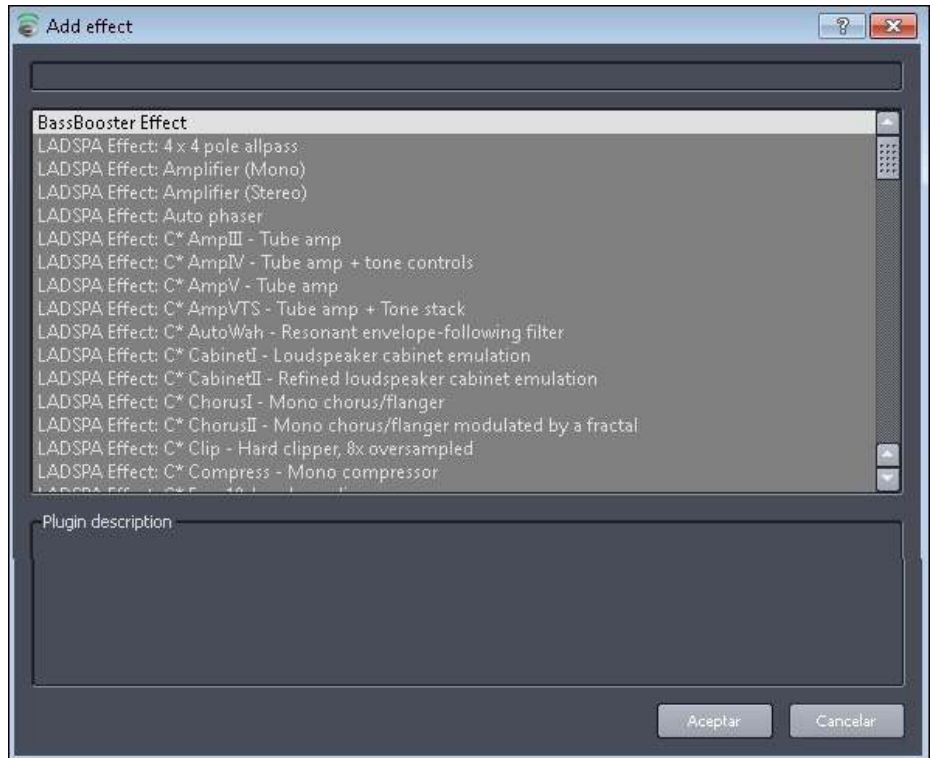 Add effect
BassBooster Effect
LADSPA Effect: 4 x 4 pole allpass
LADSPA Effect: Amplifier (Mono)
LADSPA Effect: Amplifier (Stereo)
LADSPA Effect: Auto phaser
LADSPA Effect: C* AmpIII - Tube amp
LADSPA Effect: C* AmpIV - Tube amp + tone controls
LADSPA Effect: C* AmpV - Tube amp
LADSPA Effect: C* AmpVTS - Tube amp + Tone stack
LADSPA Effect: C* AutoWah - Resonant envelope-following filter
LADSPA Effect: C* CabinetI - Loudspeaker cabinet emulation
LADSPA Effect: C* CabinetII - Refined loudspeaker cabinet emulation
LADSPA Effect: C* ChorusI - Mono chorus/flanger
LADSPA Effect: C* ChorusII - Mono chorus/flanger modulated by a fractal
LADSPA Effect: C* Clip - Hard clipper, 8x oversampled
LADSPA Effect: C* Compress - Mono compressor
LADSPA Effect: C*
Plugin description
Aceptar
Cancelar